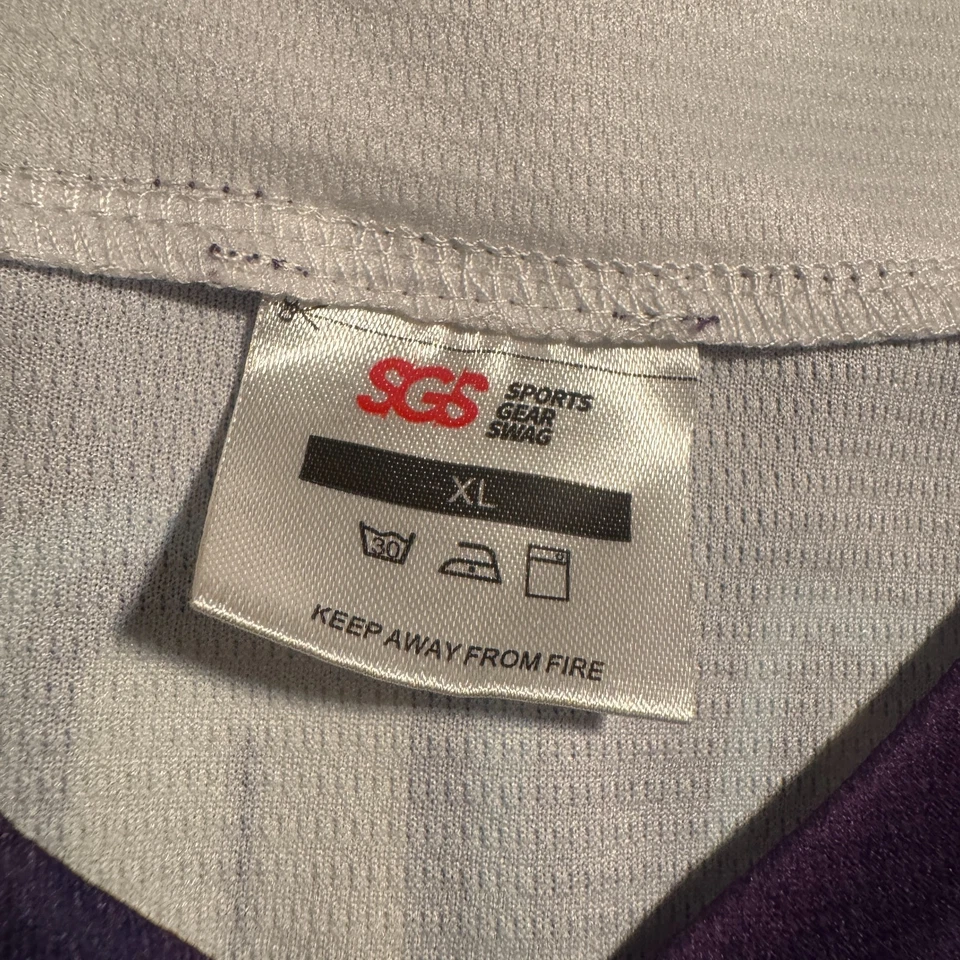 SGS
SPORTS
GEAR
SWAG
XL
30
KEEP AWAY FROM FIRE